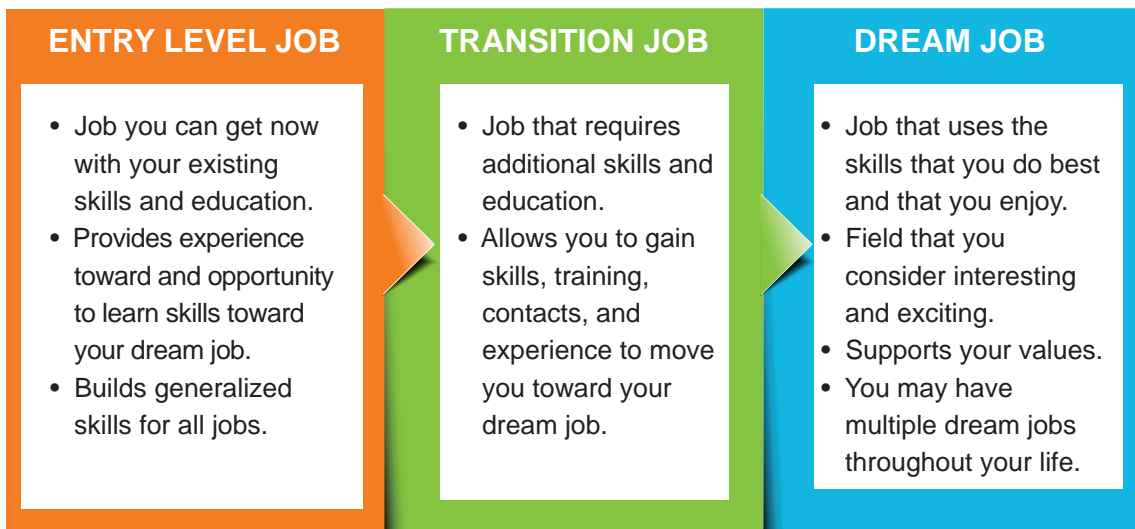 ENTRY LEVEL JOB
• Job you can get now
with your existing
skills and education.
• Provides experience
toward and opportunity
to learn skills toward
your dream job.
• Builds generalized
skills for all jobs.
TRANSITION JOB
• Job that requires
additional skills and
education.
• Allows you to gain
skills, training,
contacts, and
experience to move
you toward your
dream job.
DREAM JOB
• Job that uses the
skills that you do best
and that you enjoy.
• Field that you
consider interesting
and exciting.
• Supports your values.
• You may have
multiple dream jobs
throughout your life.